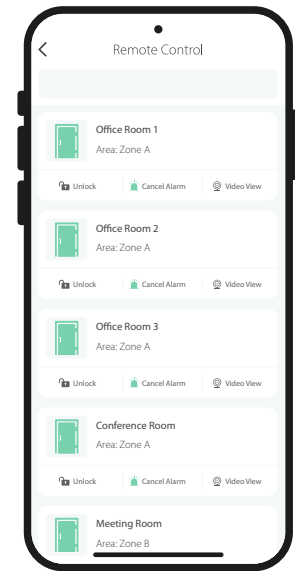 Remote Control
Office Room 1
Area: Zone A
Unlock Cancel Alarm Video View
Office Room 2
Area: Zone A
Unlock Cancel Alarm Video View
Office Room 3
Area: Zone A
Unlock Cancel Alarm Video View
Conference Room
Area: Zone A
Unlock Cancel Alarm Video View
Meeting Room
Area: Zone B